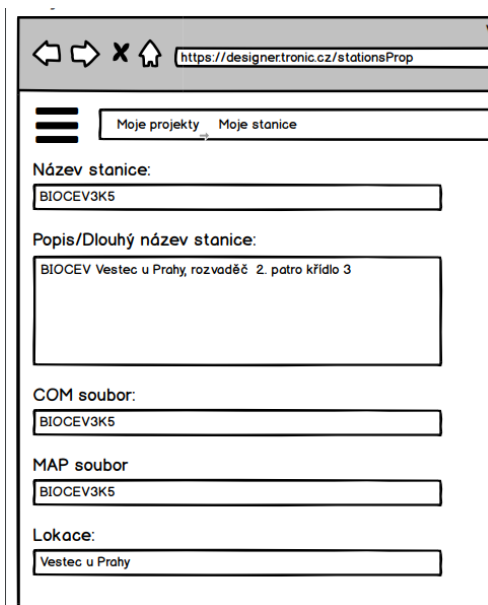 https://designer.tronic.cz/stationsProp
Moje projekty → Moje stanice
Název stanice:
BIOCEV3K5
Popis/Dlouhý název stanice:
BIOCEV Vestec u Prahy, rozvaděč 2. patro křídlo 3
COM soubor:
BIOCEV3K5
MAP soubor
BIOCEV3K5
Lokace:
Vestec u Prahy